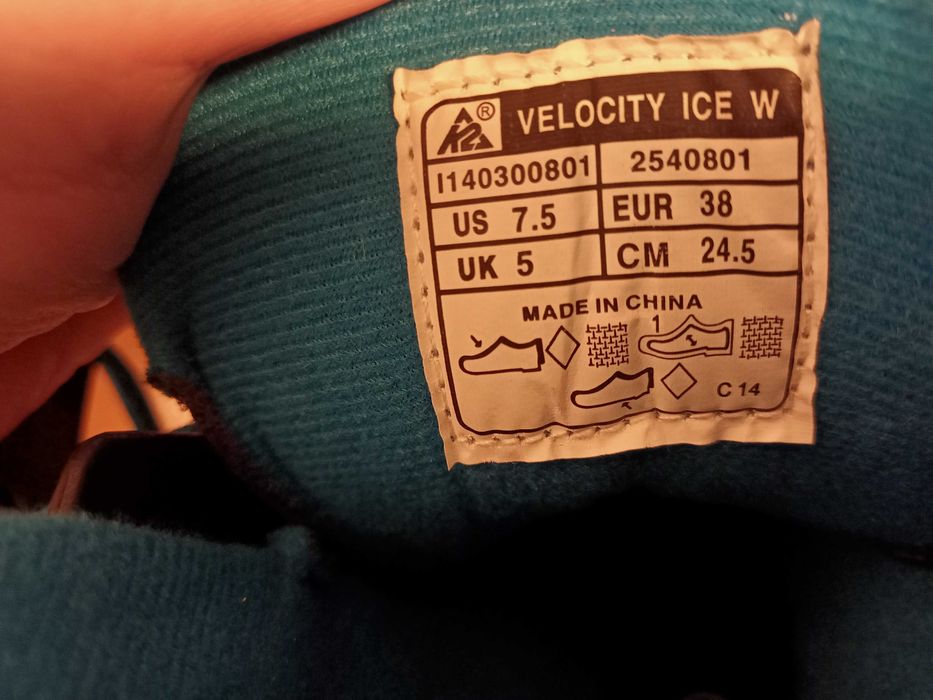 K2® VELOCITY ICE W
I140300801 2540801
US 7.5 EUR 38
UK 5 CM 24.5
MADE IN CHINA
1
C 14